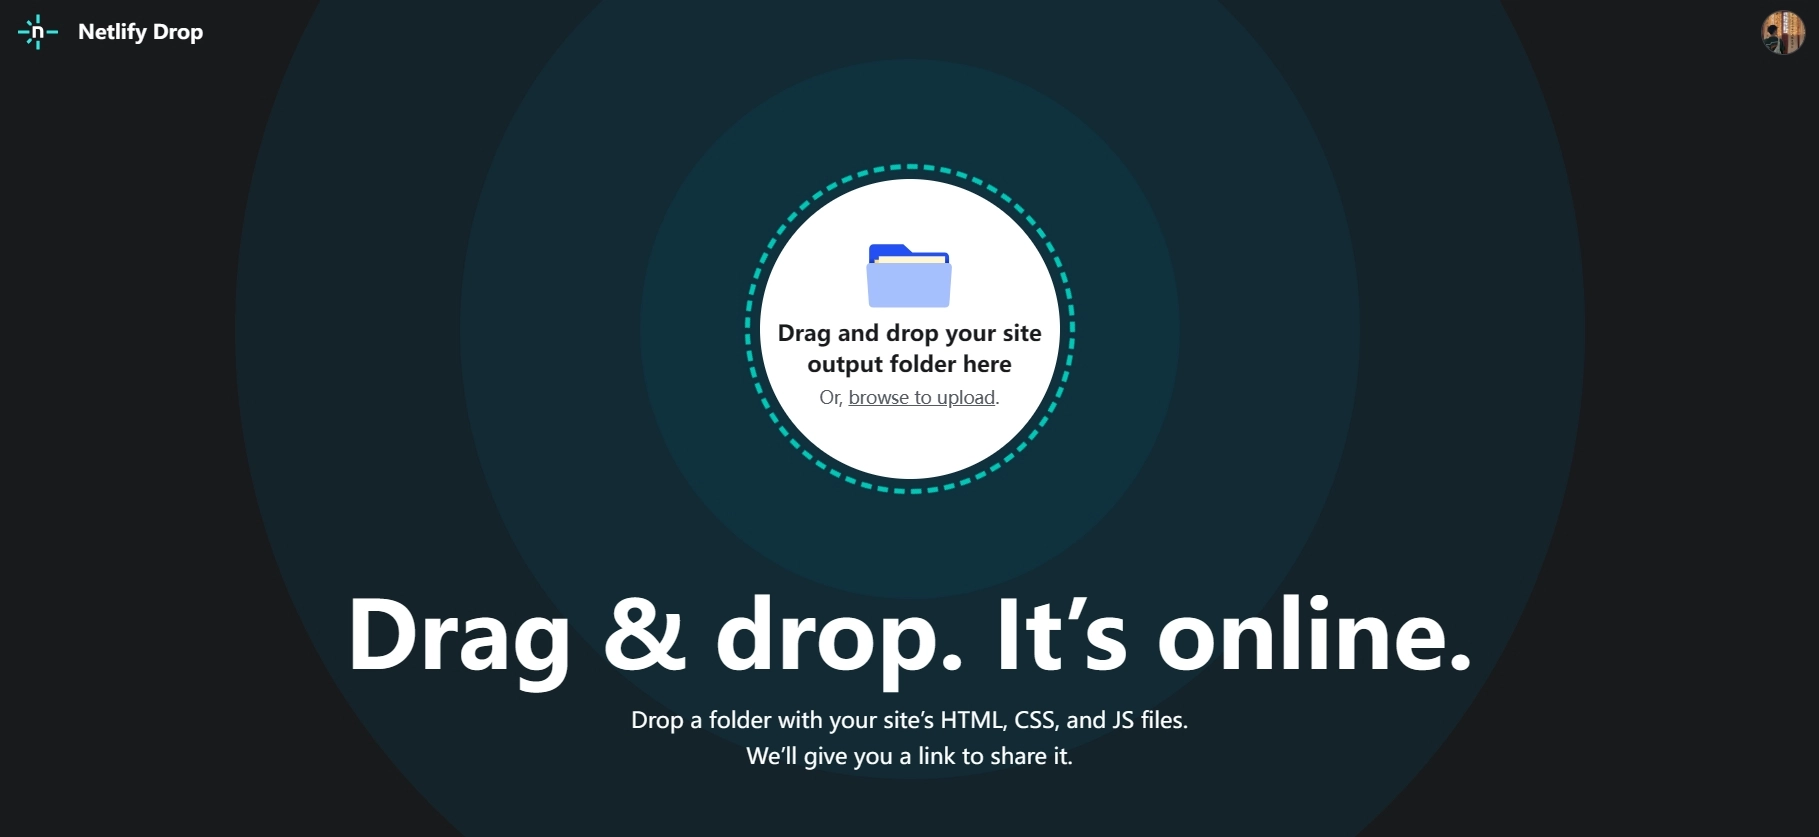 Netlify Drop
Drag and drop your site
output folder here
Or, browse to upload.
Drag & drop. It’s online.
Drop a folder with your site’s HTML, CSS, and JS files.
We’ll give you a link to share it.